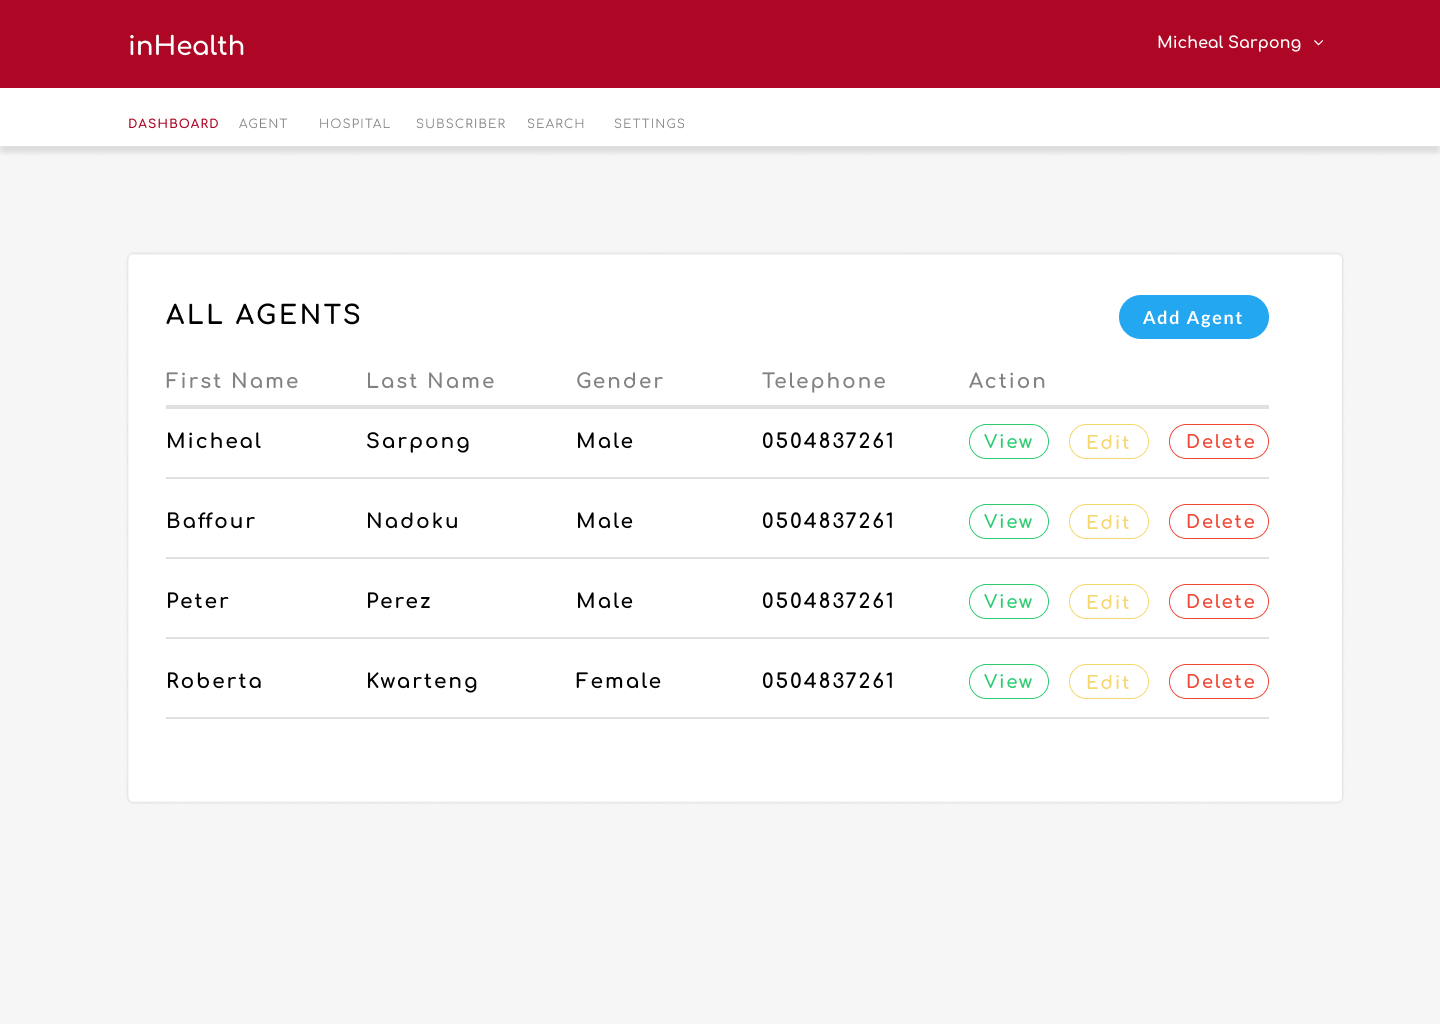 inHealth Micheal Sarpong
DASHBOARD AGENT HOSPITAL SUBSCRIBER SEARCH SETTINGS
ALL AGENTS Add Agent
First Name Last Name Gender Telephone Action
Micheal Sarpong Male 0504837261 View Edit Delete
Baffour Nadoku Male 0504837261 View Edit Delete
Peter Perez Male 0504837261 View Edit Delete
Roberta Kwarteng Female 0504837261 View Edit Delete